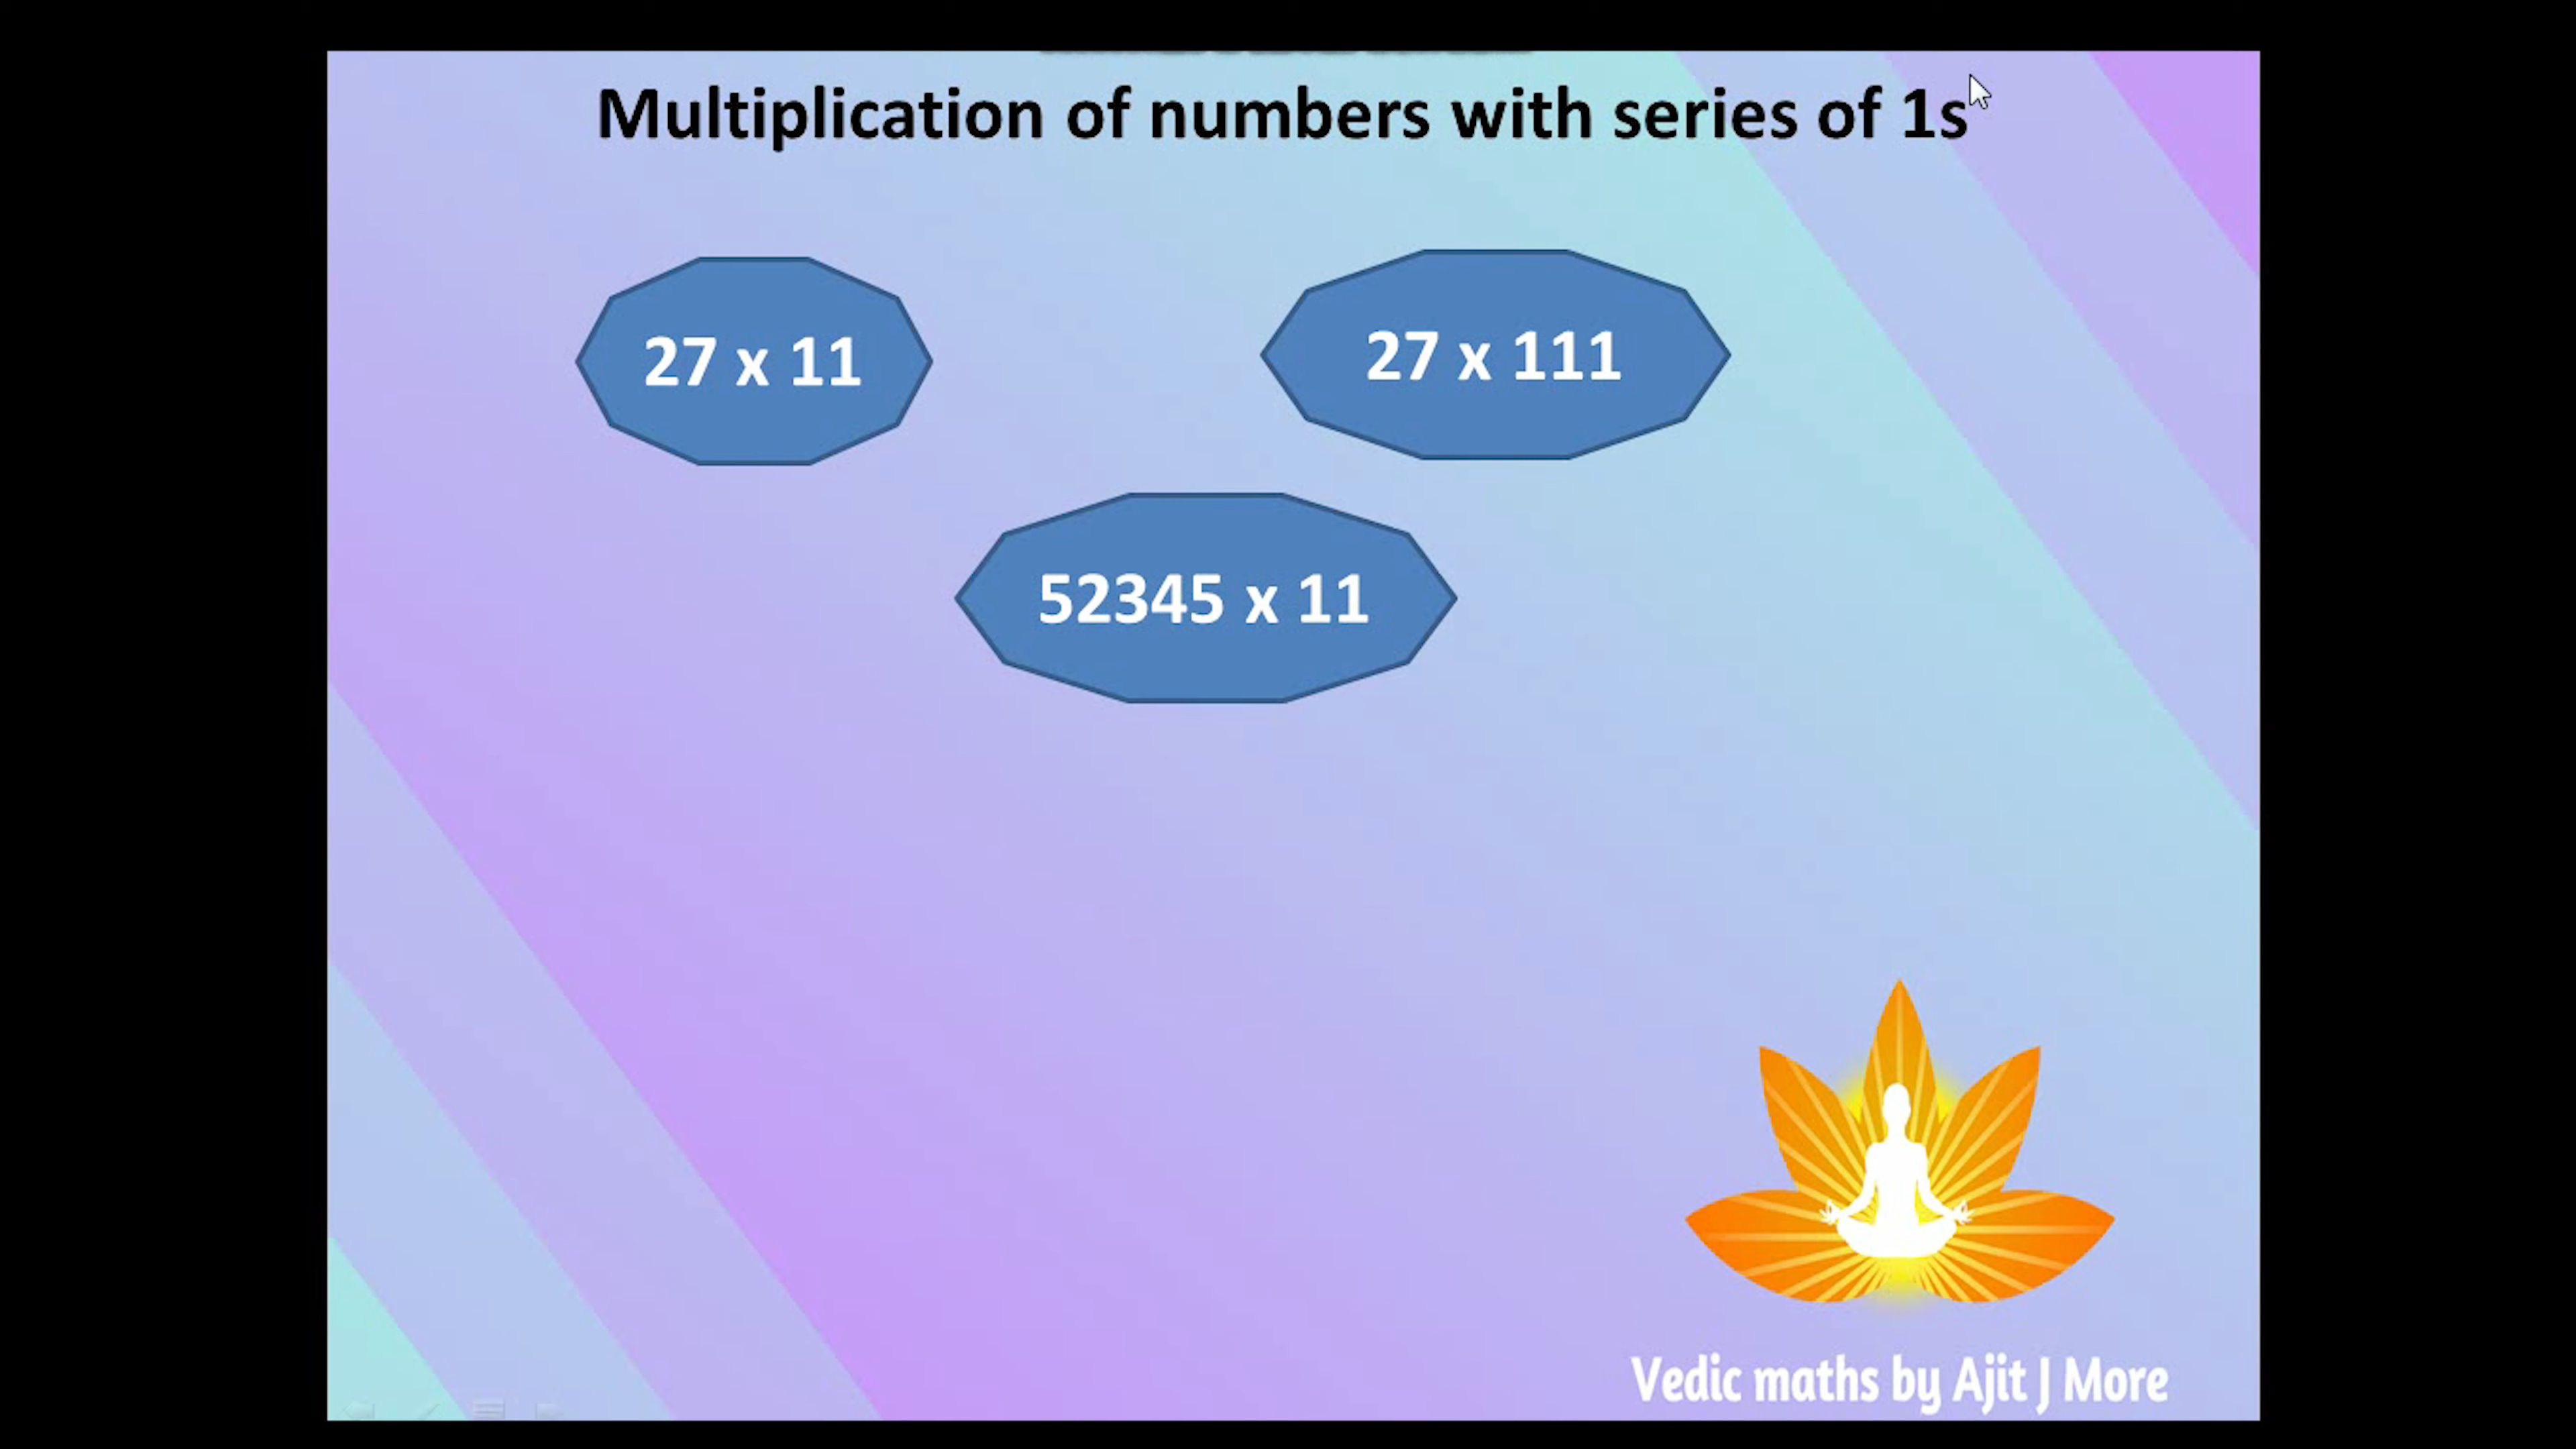 Multiplication of numbers with series of 1s
27 x 11
27 x 111
52345 x 11
Vedic maths by Ajit J More